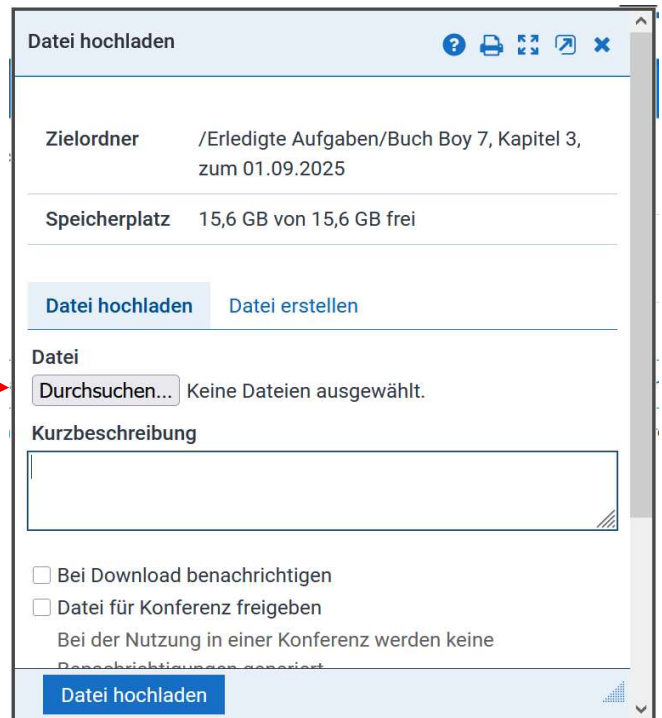 Datei hochladen
Zielordner /Erledigte Aufgaben/Buch Boy 7, Kapitel 3,
zum 01.09.2025
Speicherplatz 15,6 GB von 15,6 GB frei
Datei hochladen Datei erstellen
Datei
Durchsuchen... Keine Dateien ausgewählt.
Kurzbeschreibung
Bei Download benachrichtigen
Datei für Konferenz freigeben
Bei der Nutzung in einer Konferenz werden keine
Benachrichtigungen generiert
Datei hochladen